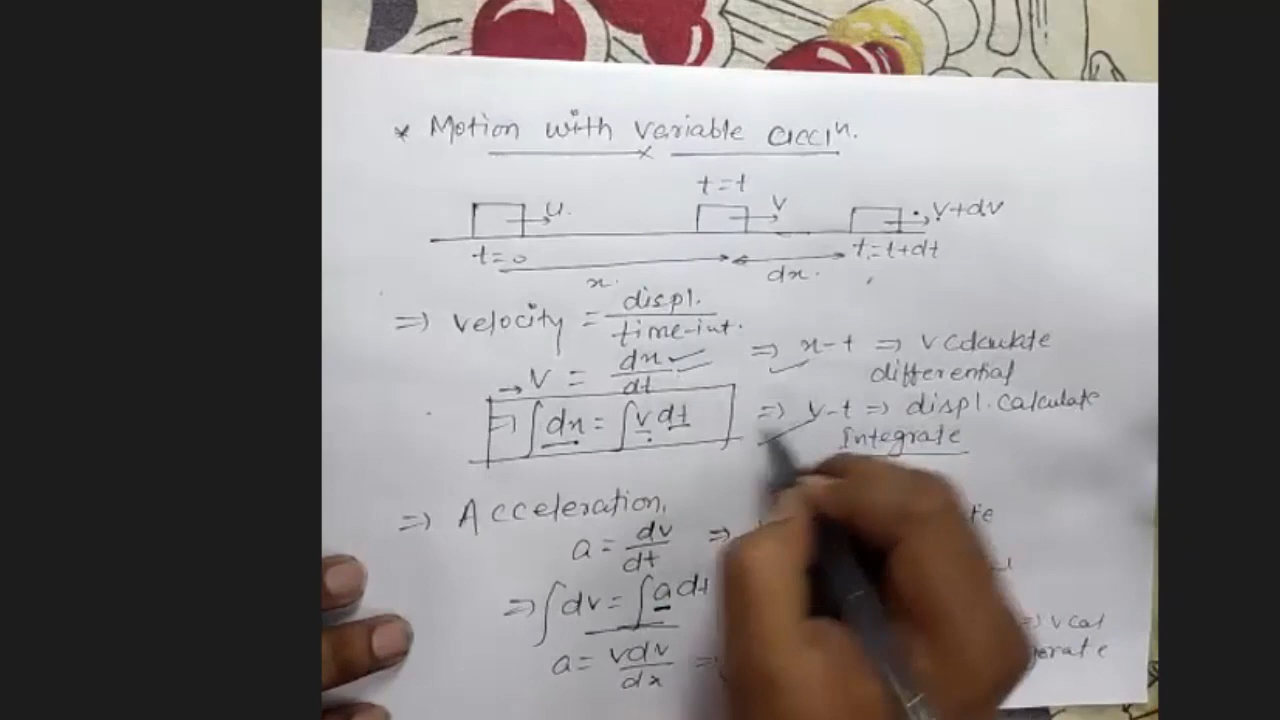 * Motion with variable acclⁿ.
t=t
u. v v+dv
t=0 t=t+dt
x. dx.
⇒ velocity = displ. / time-int.
→ v = dx/dt ⇒ x-t ⇒ v calculate
differential
⇒ ∫dx = ∫v dt ⇒ v-t ⇒ displ. calculate
Integrate
⇒ Acceleration,
a = dv/dt ⇒
⇒ ∫dv = ∫a dt
⇒ v cal
a = vdv/dx ⇒